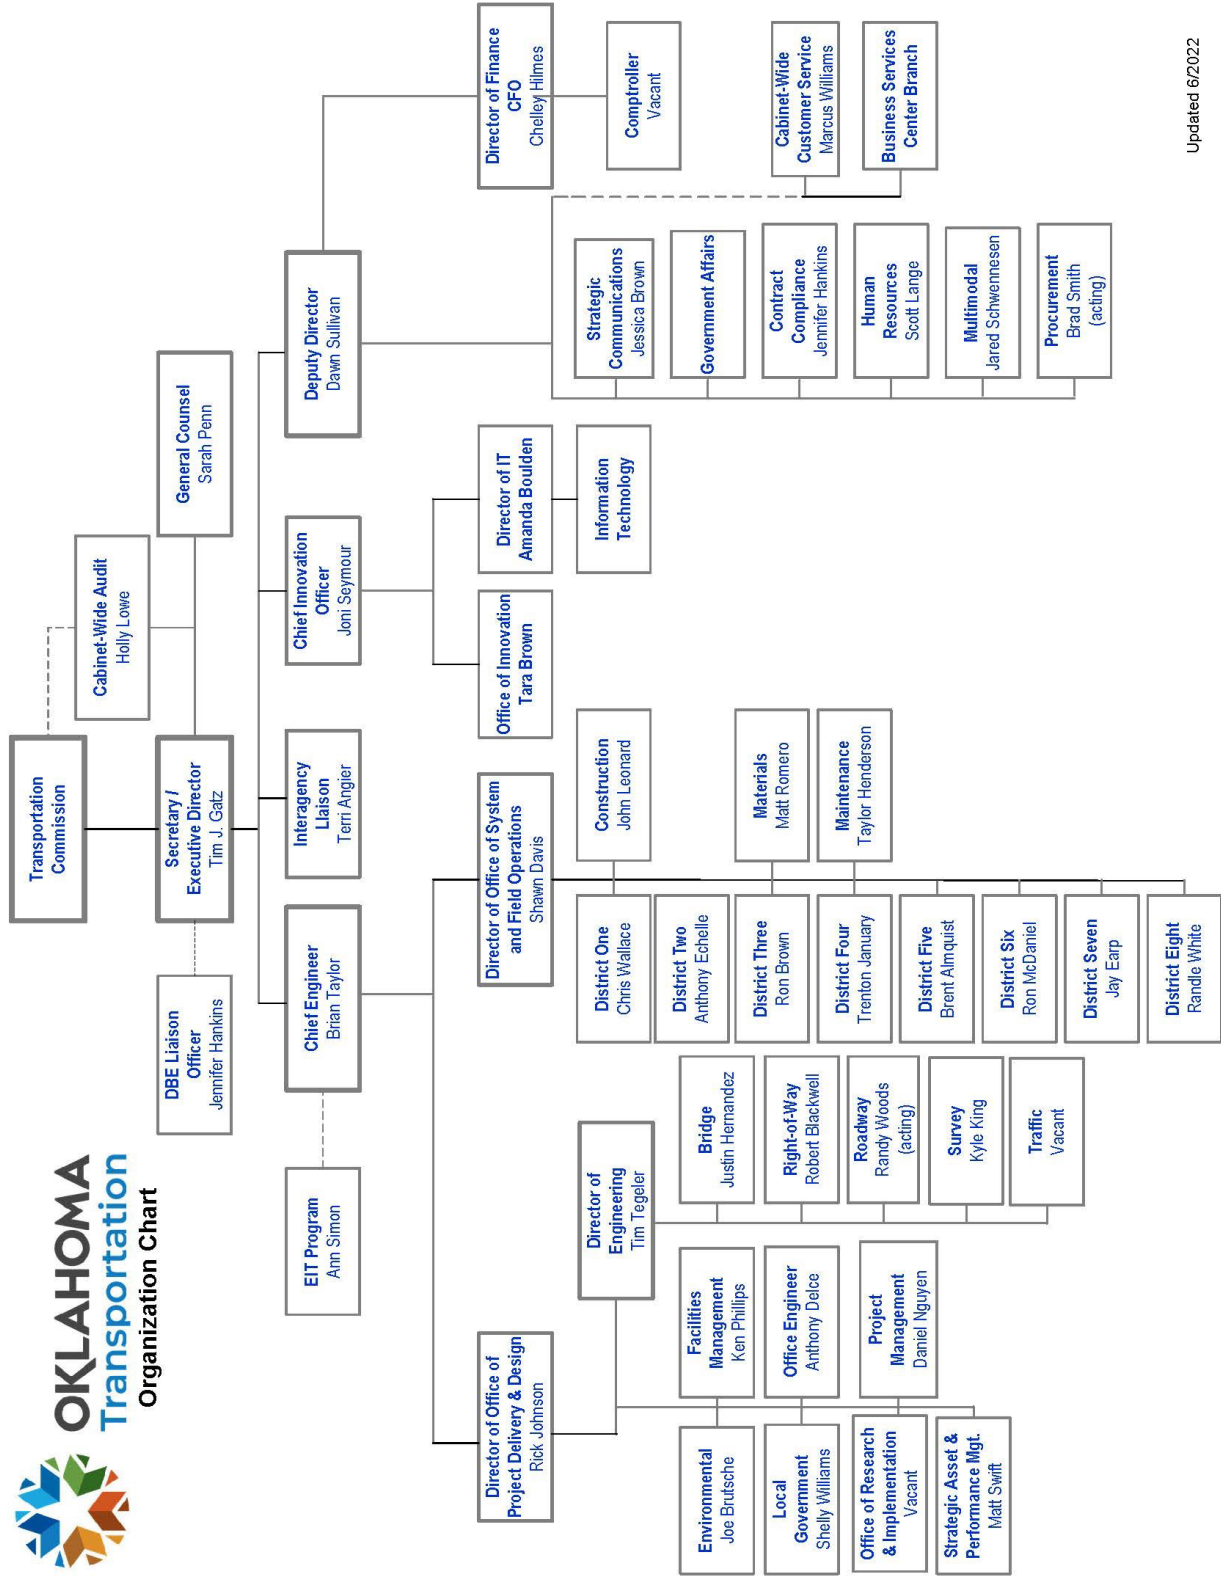 OKLAHOMA
Transportation
Organization Chart
Transportation
Commission
Cabinet-Wide Audit
Holly Lowe
DBE Liaison
Officer
Jennifer Hankins
Secretary /
Executive Director
Tim J. Gatz
General Counsel
Sarah Penn
EIT Program
Ann Simon
Chief Engineer
Brian Taylor
Interagency
Liaison
Terri Angier
Chief Innovation
Officer
Joni Seymour
Deputy Director
Dawn Sullivan
Director of Office of
Project Delivery & Design
Rick Johnson
Director of Office of System
and Field Operations
Shawn Davis
Office of Innovation
Tara Brown
Director of IT
Amanda Boulden
Director of Finance
CFO
Chelley Hilmes
Director of
Engineering
Tim Tegeler
Information
Technology
Comptroller
Vacant
Environmental
Joe Brutsche
Local
Government
Shelly Williams
Office of Research
& Implementation
Vacant
Strategic Asset &
Performance Mgt.
Matt Swift
Facilities
Management
Ken Phillips
Office Engineer
Anthony Delce
Project
Management
Daniel Nguyen
Bridge
Justin Hernandez
Right-of-Way
Robert Blackwell
Roadway
Randy Woods
(acting)
Survey
Kyle King
Traffic
Vacant
District One
Chris Wallace
District Two
Anthony Echelle
District Three
Ron Brown
District Four
Trenton January
District Five
Brent Almquist
District Six
Ron McDaniel
District Seven
Jay Earp
District Eight
Randle White
Construction
John Leonard
Materials
Matt Romero
Maintenance
Taylor Henderson
Strategic
Communications
Jessica Brown
Government Affairs
Contract
Compliance
Jennifer Hankins
Human
Resources
Scott Lange
Multimodal
Jared Schwennesen
Procurement
Brad Smith
(acting)
Cabinet-Wide
Customer Service
Marcus Williams
Business Services
Center Branch
Updated 6/2022